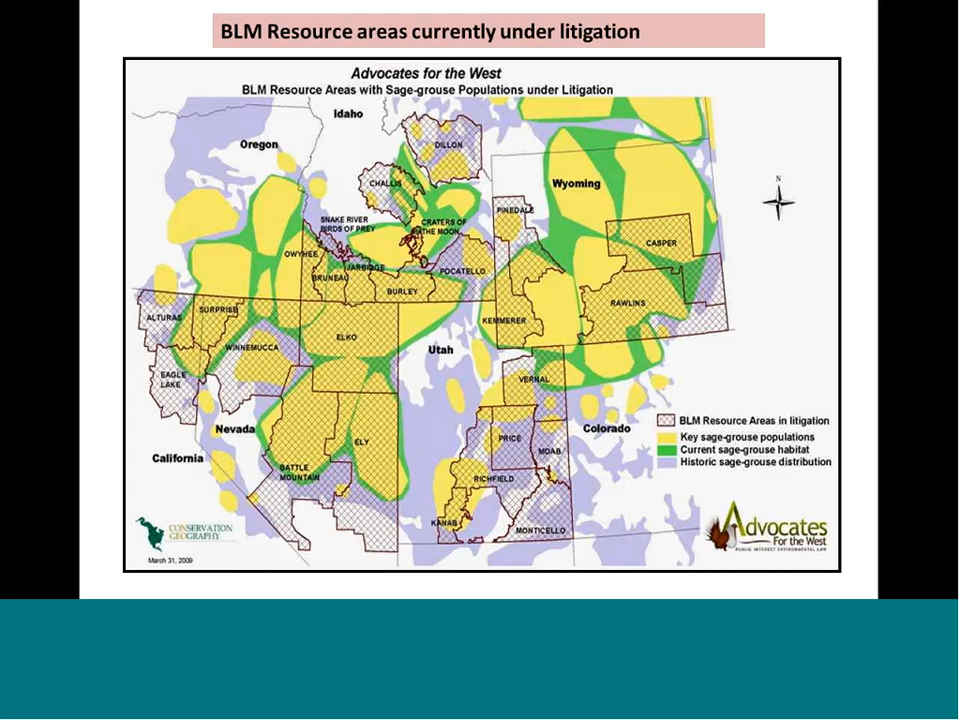 BLM Resource areas currently under litigation
Advocates for the West
BLM Resource Areas with Sage-grouse Populations under Litigation
Idaho
Oregon
DILLON
CHALLIS
Wyoming
N
PINEDALE
SNAKE RIVER
BIRDS OF PREY
CRATERS OF
THE MOON
CASPER
OWYHEE
JARBIDGE
BRUNEAU
POCATELLO
BURLEY
RAWLINS
ALTURAS
SURPRISE
KEMMERER
ELKO
WINNEMUCCA
Utah
EAGLE
LAKE
VERNAL
BLM Resource Areas in litigation
Nevada
Colorado
Key sage-grouse populations
ELY
PRICE
Current sage-grouse habitat
MOAB
California
Historic sage-grouse distribution
BATTLE
MOUNTAIN
RICHFIELD
KANAB
MONTICELLO
CONSERVATION
GEOGRAPHY
Advocates
For the West
PUBLIC INTEREST ENVIRONMENTAL LAW
March 31, 2009